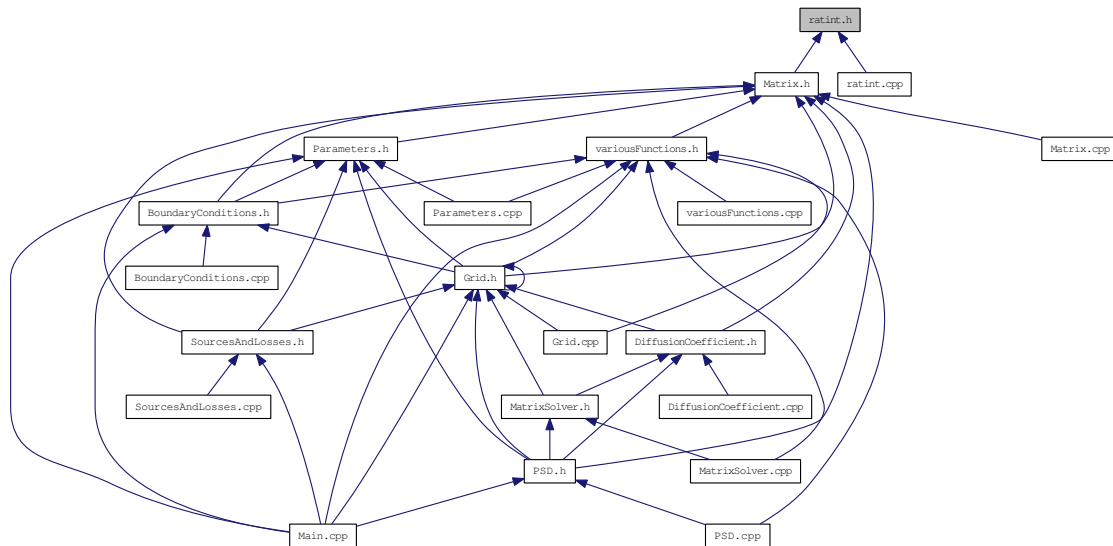 ratint.h
Matrix.h
ratint.cpp
Parameters.h
variousFunctions.h
Matrix.cpp
BoundaryConditions.h
Parameters.cpp
variousFunctions.cpp
BoundaryConditions.cpp
Grid.h
SourcesAndLosses.h
Grid.cpp
DiffusionCoefficient.h
SourcesAndLosses.cpp
MatrixSolver.h
DiffusionCoefficient.cpp
PSD.h
MatrixSolver.cpp
Main.cpp
PSD.cpp